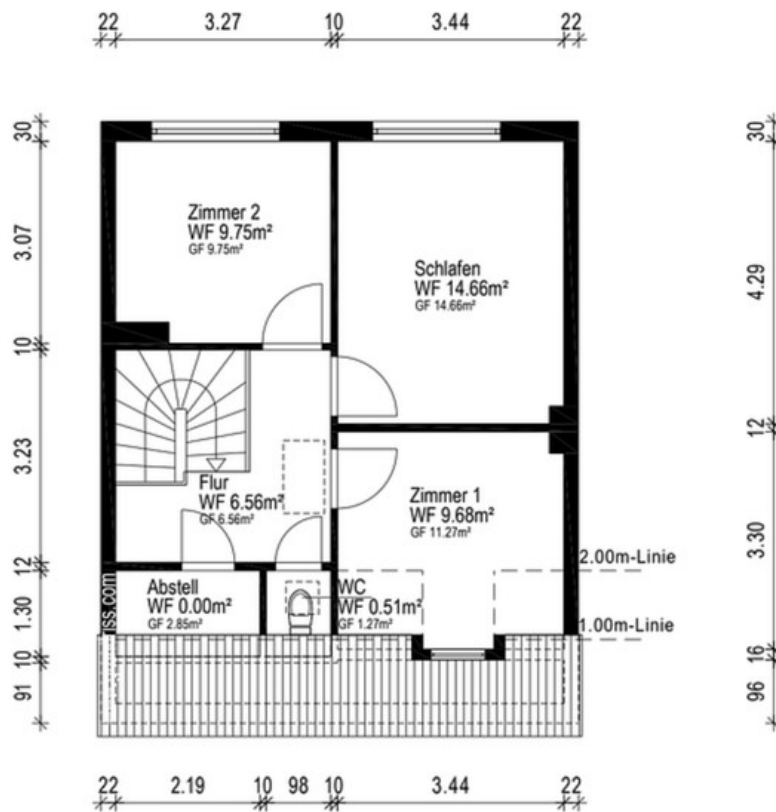 22 3.27 10 3.44 22
30 3.07 10 3.23 12 1.30 10 91
30 4.29 12 3.30 16 96
Zimmer 2
WF 9.75m²
GF 9.75m²
Schlafen
WF 14.66m²
GF 14.66m²
Flur
WF 6.56m²
GF 6.56m²
Zimmer 1
WF 9.68m²
GF 11.27m²
2.00m-Linie
Abstell
WF 0.00m²
GF 2.85m²
WC
WF 0.51m²
GF 1.27m²
1.00m-Linie
iss.com
22 2.19 10 98 10 3.44 22